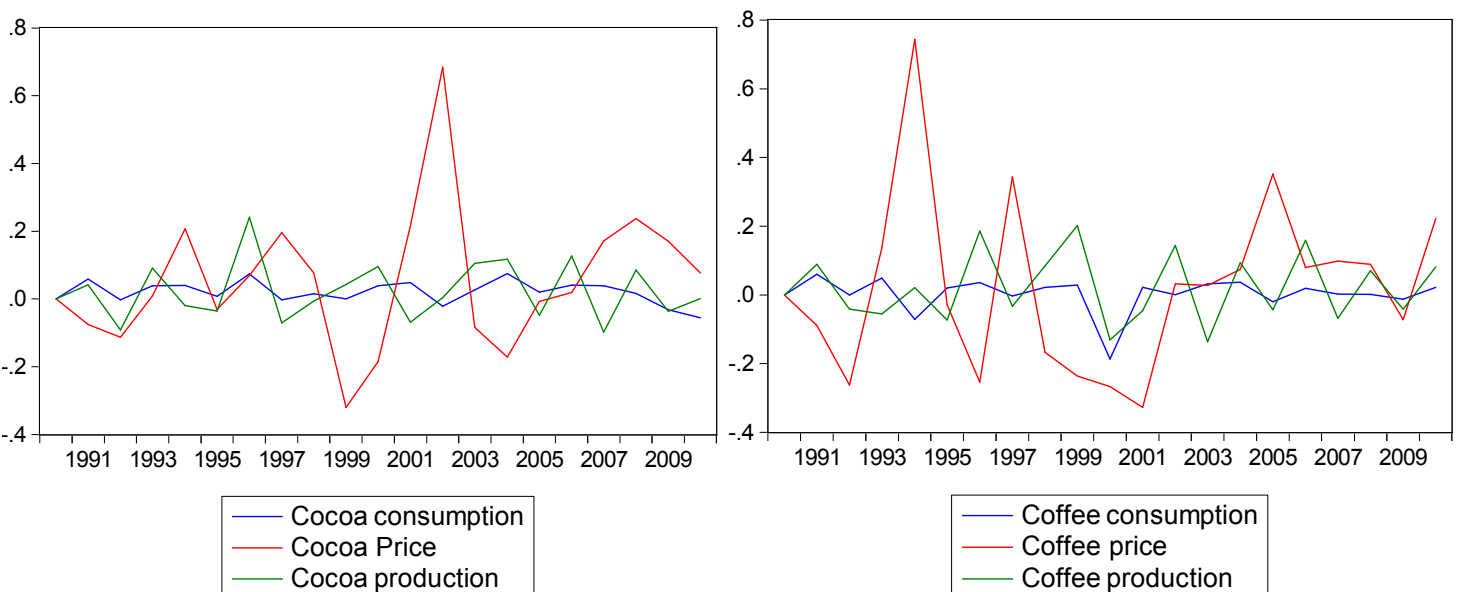 .8
.6
.4
.2
.0
-.2
-.4
1991 1993 1995 1997 1999 2001 2003 2005 2007 2009
Cocoa consumption
Cocoa Price
Cocoa production
.8
.6
.4
.2
.0
-.2
-.4
1991 1993 1995 1997 1999 2001 2003 2005 2007 2009
Coffee consumption
Coffee price
Coffee production